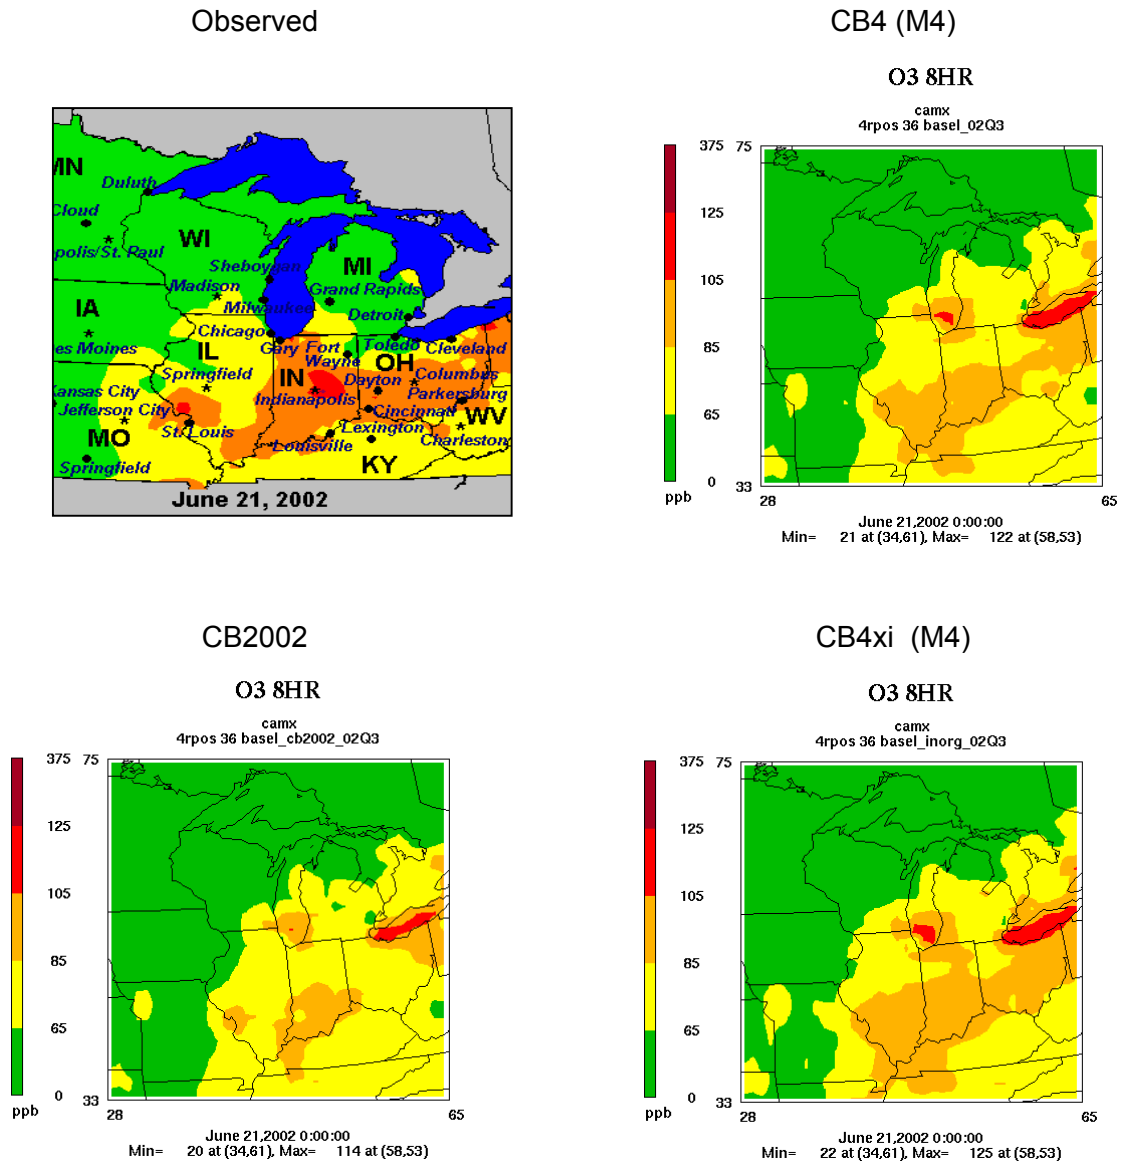 Observed
CB4 (M4)
O3 8HR
camx
4rpos 36 basel_02Q3
MN
Duluth
Cloud
WI
polis/St. Paul
Sheboygan
MI
Madison
Grand Rapids
IA
Milwaukee
Detroit
Chicago
es Moines
Gary
Fort
Wayne
Toledo
Cleveland
IL
OH
Springfield
IN
Dayton
Columbus
Kansas City
Indianapolis
Parkersburg
Jefferson City
Cincinnati
WV
St. Louis
Lexington
MO
Louisville
Charleston
Springfield
KY
June 21, 2002
375
125
105
85
65
0
ppb
75
33
28
65
June 21,2002 0:00:00
Min= 21 at (34,61), Max= 122 at (58,53)
CB2002
CB4xi (M4)
O3 8HR
camx
4rpos 36 basel_cb2002_02Q3
375
125
105
85
65
0
ppb
75
33
28
65
June 21,2002 0:00:00
Min= 20 at (34,61), Max= 114 at (58,53)
O3 8HR
camx
4rpos 36 basel_inorg_02Q3
375
125
105
85
65
0
ppb
75
33
28
65
June 21,2002 0:00:00
Min= 22 at (34,61), Max= 125 at (58,53)